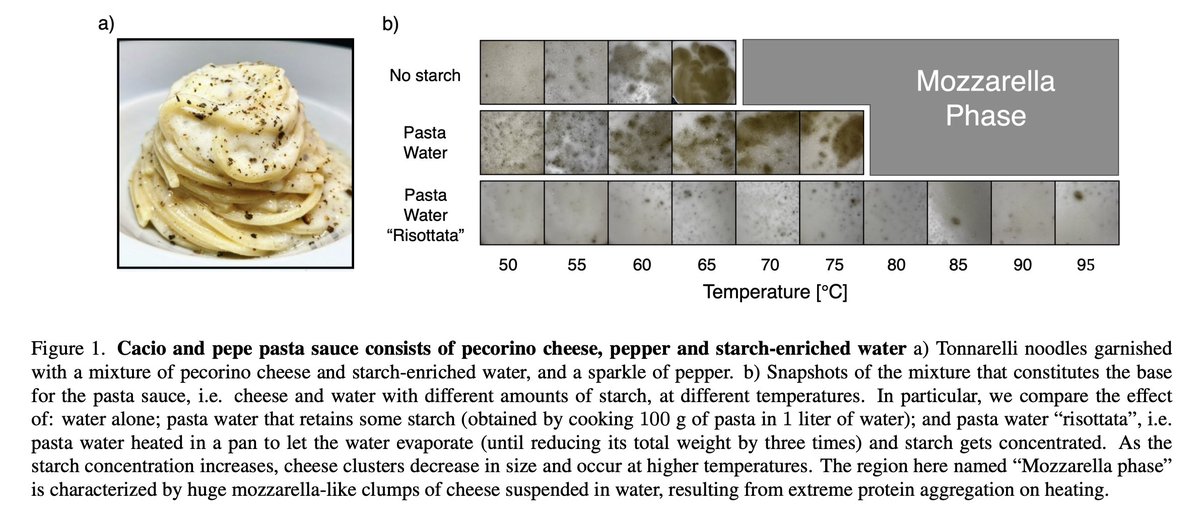 a)
b)
No starch
Mozzarella
Phase
Pasta
Water
Pasta
Water
“Risottata”
50 55 60 65 70 75 80 85 90 95
Temperature [°C]
Figure 1. Cacio and pepe pasta sauce consists of pecorino cheese, pepper and starch-enriched water a) Tonnarelli noodles garnished
with a mixture of pecorino cheese and starch-enriched water, and a sparkle of pepper. b) Snapshots of the mixture that constitutes the base
for the pasta sauce, i.e. cheese and water with different amounts of starch, at different temperatures. In particular, we compare the effect
of: water alone; pasta water that retains some starch (obtained by cooking 100 g of pasta in 1 liter of water); and pasta water “risottata”, i.e.
pasta water heated in a pan to let the water evaporate (until reducing its total weight by three times) and starch gets concentrated. As the
starch concentration increases, cheese clusters decrease in size and occur at higher temperatures. The region here named “Mozzarella phase”
is characterized by huge mozzarella-like clumps of cheese suspended in water, resulting from extreme protein aggregation on heating.